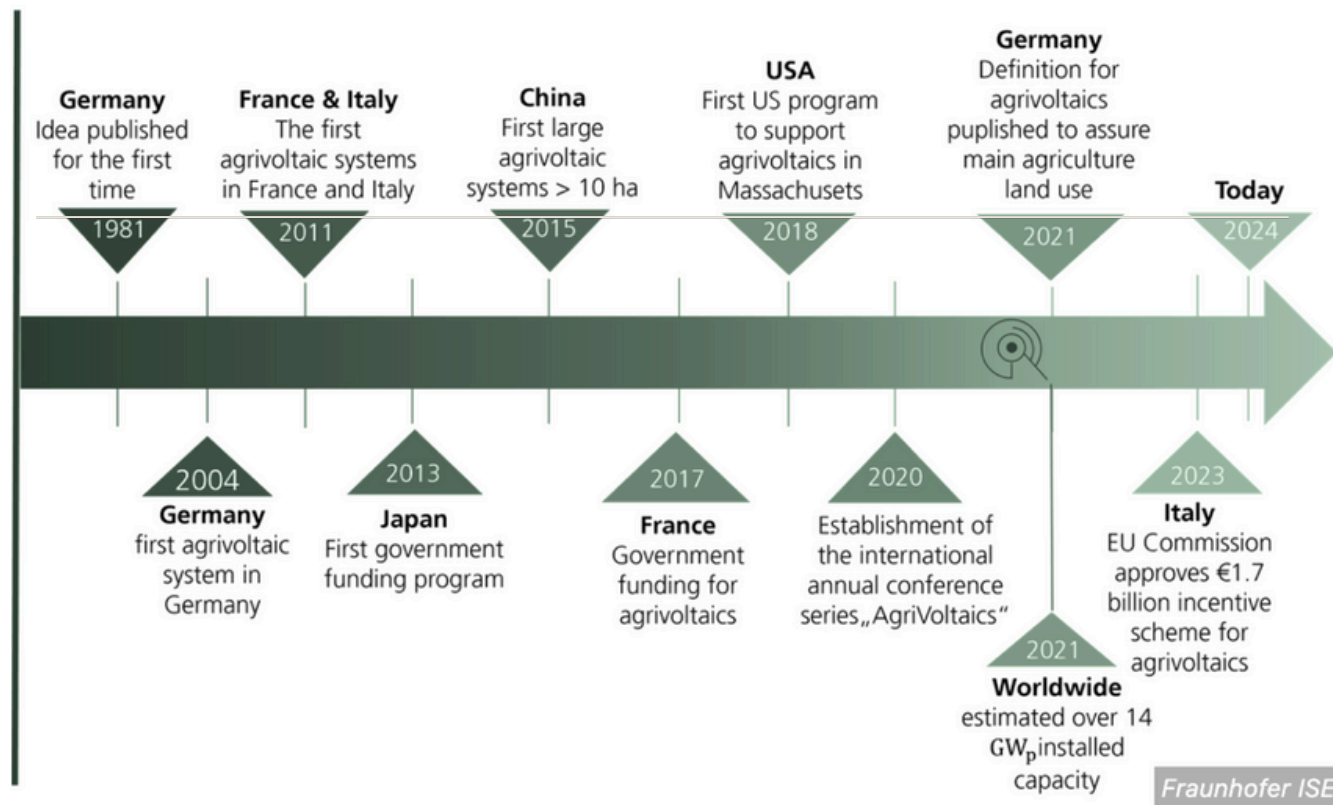 Germany
Idea published
for the first
time
1981
France & Italy
The first
agrivoltaic systems
in France and Italy
2011
China
First large
agrivoltaic
systems > 10 ha
2015
USA
First US program
to support
agrivoltaics in
Massachusets
2018
Germany
Definition for
agrivoltaics
puplished to assure
main agriculture
land use
2021
Today
2024
2004
Germany
first agrivoltaic
system in
Germany
2013
Japan
First government
funding program
2017
France
Government
funding for
agrivoltaics
2020
Establishment of
the international
annual conference
series„AgriVoltaics“
2021
Worldwide
estimated over 14
GWp installed
capacity
2023
Italy
EU Commission
approves €1.7
billion incentive
scheme for
agrivoltaics
Fraunhofer ISE